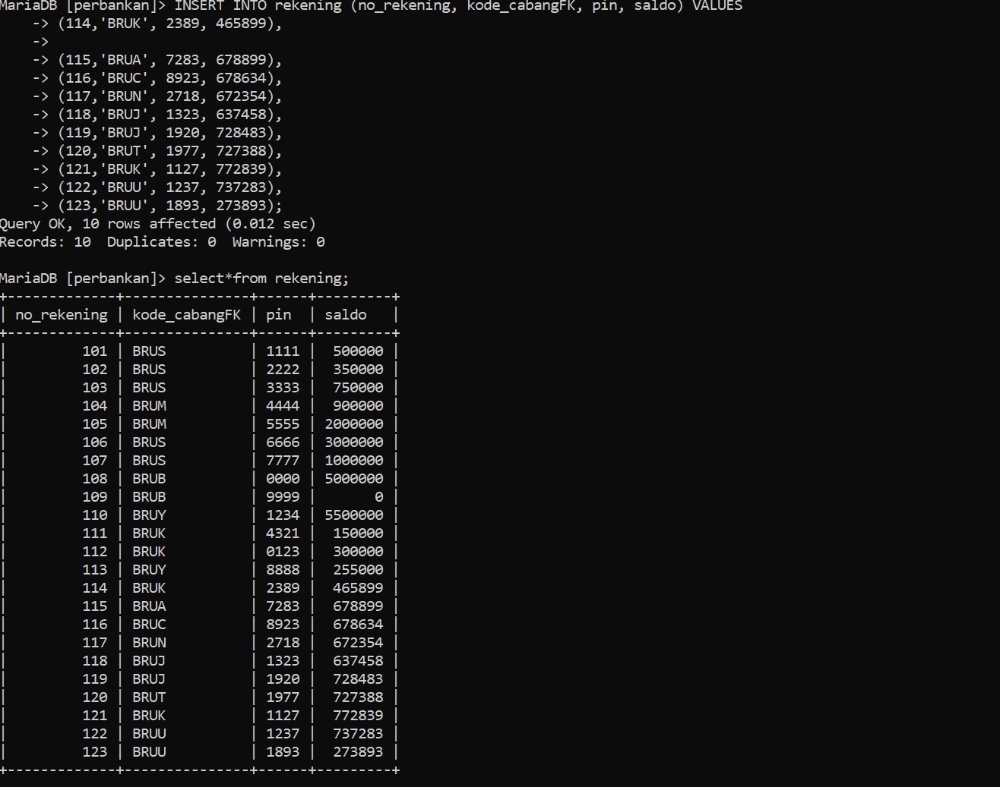 MariaDB [perbankan]> INSERT INTO rekening (no_rekening, kode_cabangFK, pin, saldo) VALUES
    -> (114,'BRUK', 2389, 465899),
    ->
    -> (115,'BRUA', 7283, 678899),
    -> (116,'BRUC', 8923, 678634),
    -> (117,'BRUN', 2718, 672354),
    -> (118,'BRUJ', 1323, 637458),
    -> (119,'BRUJ', 1920, 728483),
    -> (120,'BRUT', 1977, 727388),
    -> (121,'BRUK', 1127, 772839),
    -> (122,'BRUU', 1237, 737283),
    -> (123,'BRUU', 1893, 273893);
Query OK, 10 rows affected (0.012 sec)
Records: 10  Duplicates: 0  Warnings: 0

MariaDB [perbankan]> select*from rekening;
+-------------+---------------+------+---------+
| no_rekening | kode_cabangFK | pin  | saldo   |
+-------------+---------------+------+---------+
|         101 | BRUS          | 1111 |  500000 |
|         102 | BRUS          | 2222 |  350000 |
|         103 | BRUS          | 3333 |  750000 |
|         104 | BRUM          | 4444 |  900000 |
|         105 | BRUM          | 5555 | 2000000 |
|         106 | BRUS          | 6666 | 3000000 |
|         107 | BRUS          | 7777 | 1000000 |
|         108 | BRUB          | 0000 | 5000000 |
|         109 | BRUB          | 9999 |       0 |
|         110 | BRUY          | 1234 | 5500000 |
|         111 | BRUK          | 4321 |  150000 |
|         112 | BRUK          | 0123 |  300000 |
|         113 | BRUY          | 8888 |  255000 |
|         114 | BRUK          | 2389 |  465899 |
|         115 | BRUA          | 7283 |  678899 |
|         116 | BRUC          | 8923 |  678634 |
|         117 | BRUN          | 2718 |  672354 |
|         118 | BRUJ          | 1323 |  637458 |
|         119 | BRUJ          | 1920 |  728483 |
|         120 | BRUT          | 1977 |  727388 |
|         121 | BRUK          | 1127 |  772839 |
|         122 | BRUU          | 1237 |  737283 |
|         123 | BRUU          | 1893 |  273893 |
+-------------+---------------+------+---------+